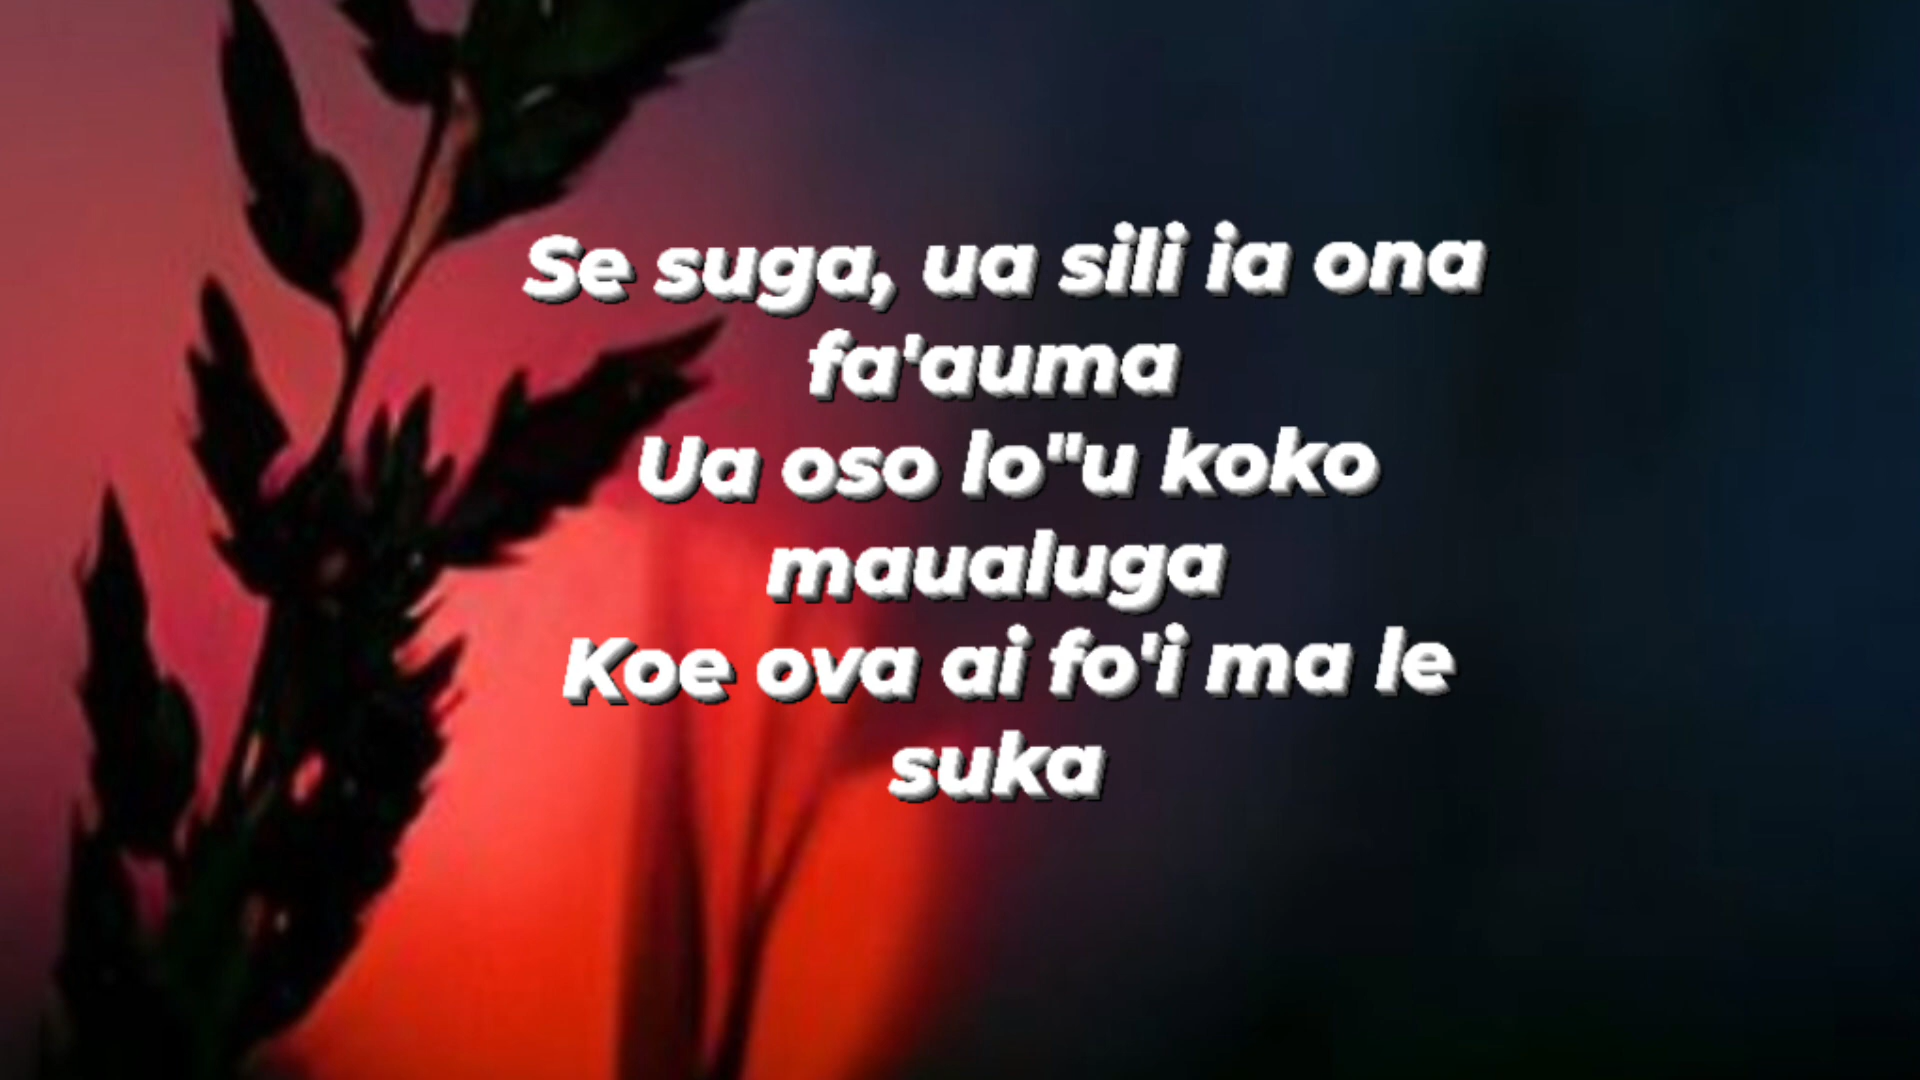 Se suga, ua sili ia ona
fa'auma
Ua oso lo"u koko
maualuga
Koe ova ai fo'i ma le
suka